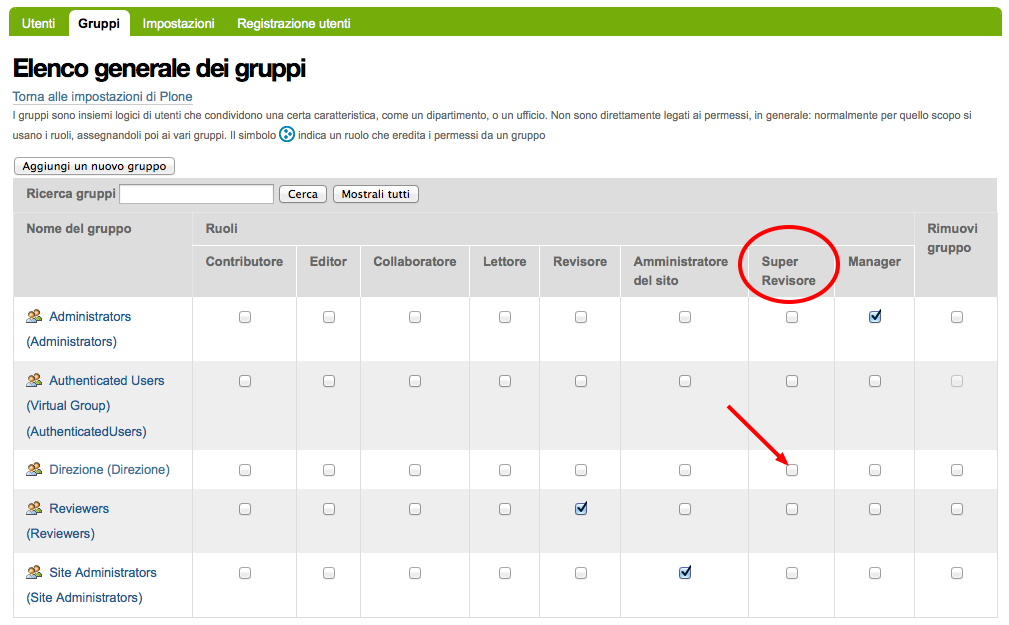 Utenti Gruppi Impostazioni Registrazione utenti
Elenco generale dei gruppi
Torna alle impostazioni di Plone
I gruppi sono insiemi logici di utenti che condividono una certa caratteristica, come un dipartimento, o un ufficio. Non sono direttamente legati ai permessi, in generale: normalmente per quello scopo si
usano i ruoli, assegnandoli poi ai vari gruppi. Il simbolo indica un ruolo che eredita i permessi da un gruppo
Aggiungi un nuovo gruppo
Ricerca gruppi Cerca Mostrali tutti
Nome del gruppo Ruoli Rimuovi
gruppo
Contributore Editor Collaboratore Lettore Revisore Amministratore Super Manager
del sito Revisore
Administrators
(Administrators)
Authenticated Users
(Virtual Group)
(AuthenticatedUsers)
Direzione (Direzione)
Reviewers
(Reviewers)
Site Administrators
(Site Administrators)